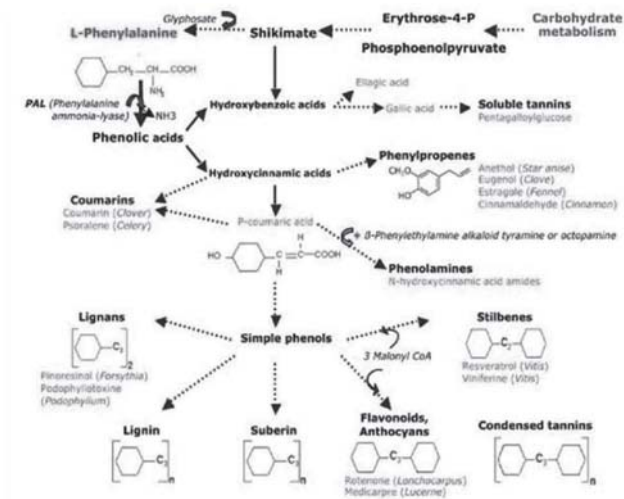 Glyphosate
Erythrose-4-P
Carbohydrate
metabolism
L-Phenylalanine
Shikimate
Phosphoenolpyruvate
CH2 CH COOH
NH2
Ellagic acid
PAL (Phenylalanine
ammonia-lyase)
NH3
Hydroxybenzoic acids
Gallic acid
Soluble tannins
Pentagalloylglucose
Phenolic acids
Hydroxycinnamic acids
Phenylpropenes
Coumarins
Coumarin (Clover)
Psoralene (Celery)
CH3O
HO
Anethol (Star anise)
Eugenol (Clove)
Estragole (Fennel)
Cinnamaldehyde (Cinnamon)
P-coumaric acid
+ β-Phenylethylamine alkaloid tyramine or octopamine
HO
H
C=C-COOH
H
Phenolamines
N-hydroxycinnamic acid amides
Lignans
C3
2
Pinoresinol (Forsythia)
Podophyllotoxine
(Podophylium)
Simple phenols
3 Malonyl CoA
Stilbenes
C2
Resveratrol (Vitis)
Viniferine (Vitis)
Lignin
C3
n
Suberin
C3
n
Flavonoids,
Anthocyans
C3
Rotenone (Lonchocarpus)
Medicarpre (Lucerne)
Condensed tannins
C3
n